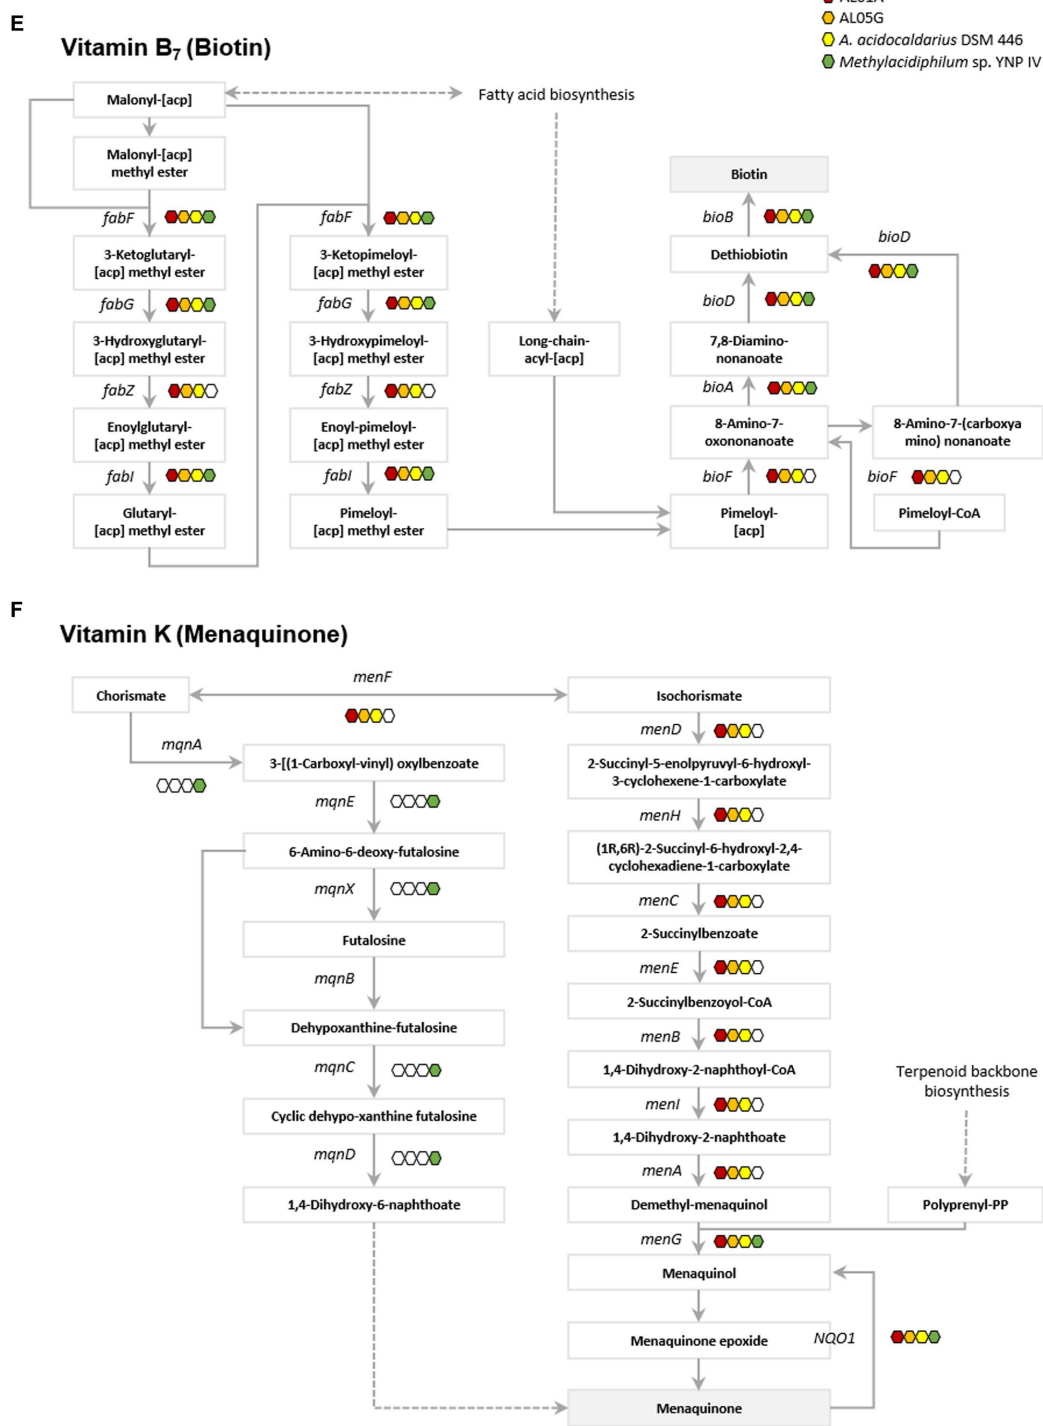 E
Vitamin B7 (Biotin)
AL05G
A. acidocaldarius DSM 446
Methylacidiphilum sp. YNP IV
Malonyl-[acp]
Fatty acid biosynthesis
Malonyl-[acp]
methyl ester
fabF
3-Ketoglutaryl-
[acp] methyl ester
fabG
3-Hydroxyglutaryl-
[acp] methyl ester
fabZ
Enoylglutaryl-
[acp] methyl ester
fabI
Glutaryl-
[acp] methyl ester
fabF
3-Ketopimeloyl-
[acp] methyl ester
fabG
3-Hydroxypimeloyl-
[acp] methyl ester
fabZ
Enoyl-pimeloyl-
[acp] methyl ester
fabI
Pimeloyl-
[acp] methyl ester
Long-chain-
acyl-[acp]
Biotin
bioB
Dethiobiotin
bioD
bioD
7,8-Diamino-
nonanoate
bioA
8-Amino-7-
oxononanoate
8-Amino-7-(carboxya
mino) nonanoate
bioF
bioF
Pimeloyl-
[acp]
Pimeloyl-CoA
F
Vitamin K (Menaquinone)
Chorismate
menF
Isochorismate
mqnA
3-[(1-Carboxyl-vinyl) oxylbenzoate
mqnE
6-Amino-6-deoxy-futalosine
mqnX
Futalosine
mqnB
Dehypoxanthine-futalosine
mqnC
Cyclic dehypo-xanthine futalosine
mqnD
1,4-Dihydroxy-6-naphthoate
menD
2-Succinyl-5-enolpyruvyl-6-hydroxyl-
3-cyclohexene-1-carboxylate
menH
(1R,6R)-2-Succinyl-6-hydroxyl-2,4-
cyclohexadiene-1-carboxylate
menC
2-Succinylbenzoate
menE
2-Succinylbenzoyol-CoA
menB
1,4-Dihydroxy-2-naphthoyl-CoA
menI
1,4-Dihydroxy-2-naphthoate
menA
Demethyl-menaquinol
Terpenoid backbone
biosynthesis
Polyprenyl-PP
menG
Menaquinol
Menaquinone epoxide
NQO1
Menaquinone